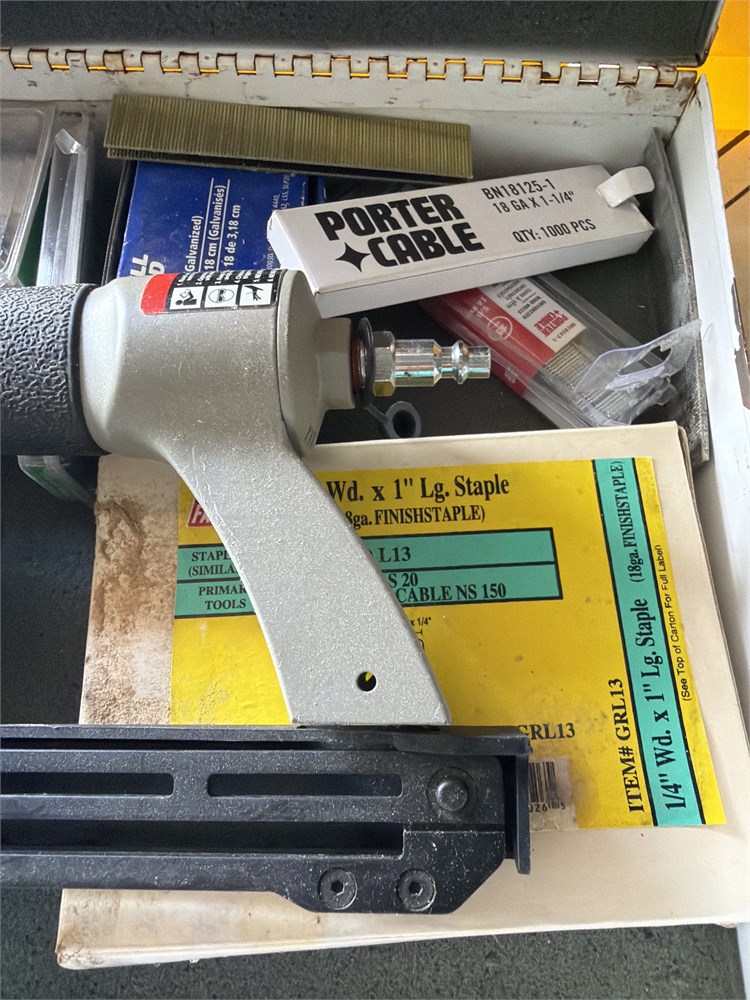 PORTER
CABLE
BN18125-1
18 GA X 1-1/4"
QTY: 1000 PCS
(Galvanized)
18 cm (Galvanisés)
18 de 3,18 cm
Wd. x 1" Lg. Staple
8ga. FINISHSTAPLE)
STAPL
(SIMILA
L13
PRIMAR
TOOLS
S 20
CABLE NS 150
x 1/4"
GRL13
ITEM# GRL13
1/4" Wd. x 1" Lg. Staple (18ga. FINISHSTAPLE)
(See Top of Carton For Full Label)